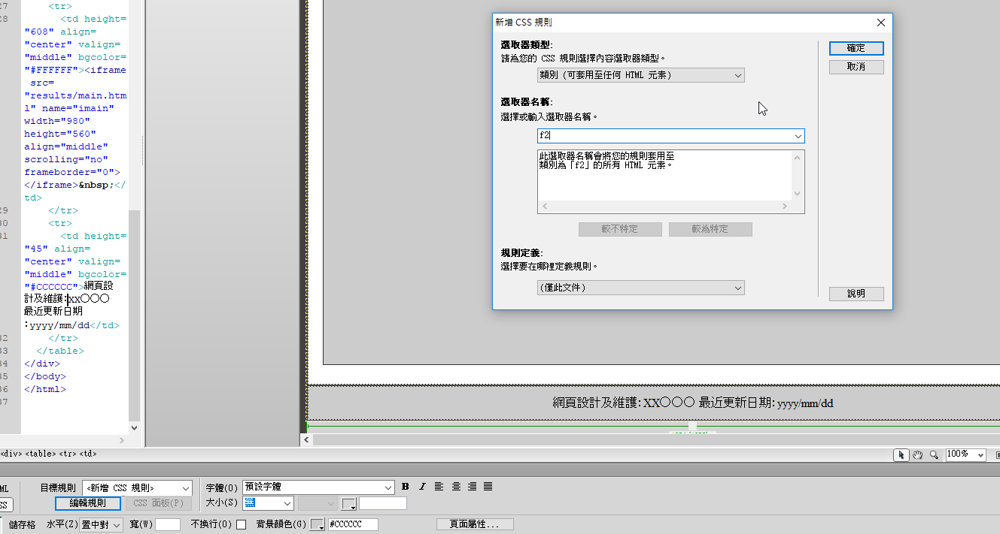 27 <tr>
28 <td height=
"608" align=
"center" valign=
"middle" bgcolor=
"#FFFFFF"><iframe
src=
"results/main.htm
l" name="imain"
width="980"
height="560"
align="middle"
scrolling="no"
frameborder="0">
</iframe>&nbsp;</
td>
29 </tr>
30 <tr>
31 <td height=
"45" align=
"center" valign=
"middle" bgcolor=
"#CCCCCC">網頁設
計及維護:xx〇〇〇
最近更新日期
:yyyy/mm/dd</td>
32 </tr>
33 </table>
34 </div>
35 </body>
36 </html>
37
新增 CSS 規則
選取器類型:
請為您的 CSS 規則選擇內容選取器類型。
類別 (可套用至任何 HTML 元素)
確定
取消
選取器名稱:
選擇或輸入選取器名稱。
f2
此選取器名稱會將您的規則套用至
類別為「f2」的所有 HTML 元素。
較不特定
較為特定
規則定義:
選擇要在哪裡定義規則。
(僅此文件)
說明
網頁設計及維護:XX〇〇〇 最近更新日期:yyyy/mm/dd
<div> <table> <tr> <td>
100%
目標規則 <新增 CSS 規則> 字體(O) 預設字體 B I
編輯規則 CSS 面板(P) 大小(S) 無
儲存格 水平(Z) 置中對 寬(W) 不換行(O) 背景顏色(G) #CCCCCC 頁面屬性...